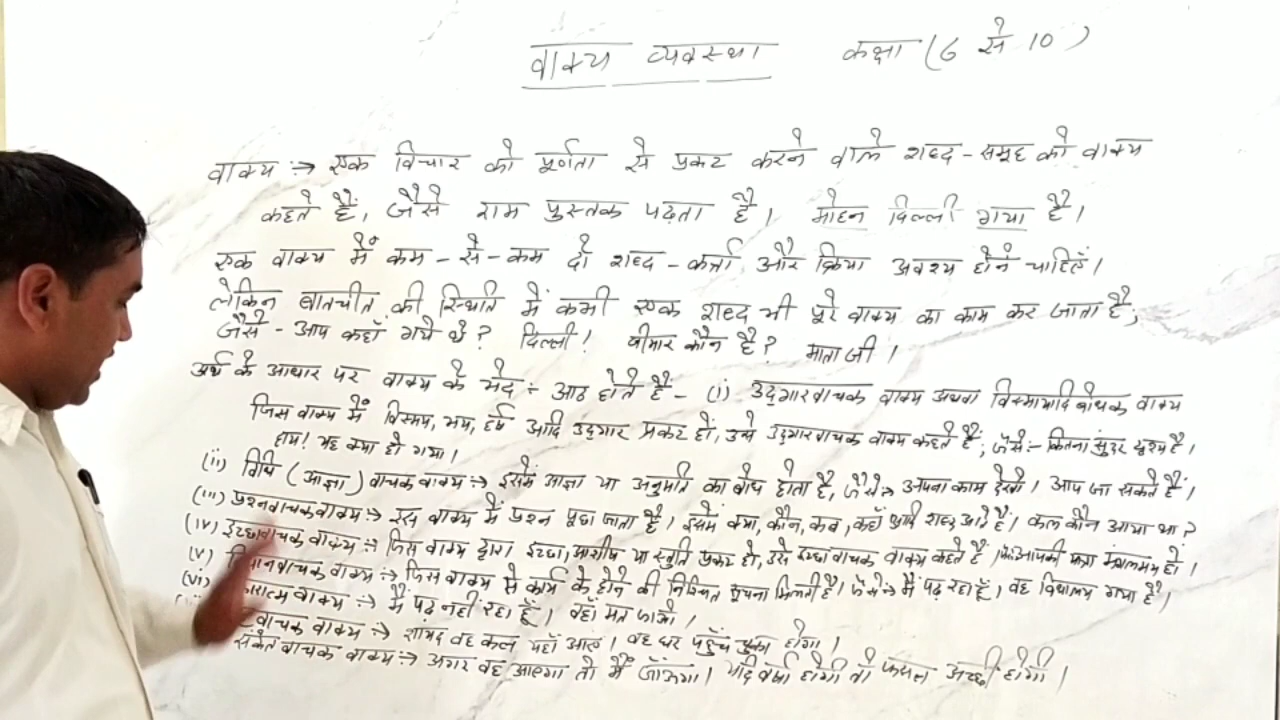 वाक्य व्यवस्था कक्षा (6 से 10)
वाक्य :→ एक विचार को पूर्णता से प्रकट करने वाले शब्द-समूह को वाक्य
कहते हैं, जैसे राम पुस्तक पढ़ता है। मोहन दिल्ली गया है।
एक वाक्य में कम-से-कम दो शब्द - कर्त्ता और क्रिया अवश्य होने चाहिएं।
लेकिन बातचीत की स्थिति में कभी एक शब्द भी पूरे वाक्य का काम कर जाता है;
जैसे - आप कहाँ गये थे? दिल्ली! बीमार कौन है? माता जी।
अर्थ के आधार पर वाक्य के भेद ÷ आठ होते है - (i) उद्गारवाचक वाक्य अथवा विस्मयादिबोधक वाक्य
जिस वाक्य में विस्मय, भय, हर्ष आदि उद्गार प्रकट हों, उन्हें उद्गारवाचक वाक्य कहते हैं; जैसे:- कितना सुंदर दृश्य है।
हाय! यह क्या हो गया।
(ii) विधि (आज्ञा) वाचक वाक्य :→ इसमें आज्ञा या अनुमति का बोध होता है, जैसे :→ अपना काम देखो। आप जा सकते हैं।
(iii) प्रश्नवाचक वाक्य :→ इस वाक्य में प्रश्न पूछा जाता है। इसमें क्या, कौन, कब, कहाँ आदि शब्द आते हैं। कल कौन आया था?
(iv) इच्छावाचक वाक्य :→ जिस वाक्य द्वारा इच्छा, आशीष या स्तुति प्रकट हो, उसे इच्छा वाचक वाक्य कहते हैं। आपकी यात्रा मंगलमय हो।
(v) वाचक वाक्य :→ जिस वाक्य से कार्य के होने की निश्चित सूचना मिलती है। जैसे :→ मैं पढ़ रहा हूँ, वह विद्यालय गया है।
(vi) वाक्य :→ मैं पढ़ नहीं रहा हूँ। वहाँ मत जाओ।
वाचक वाक्य :→ शायद वह कल यहाँ आए। वह घर पहुँच चुका होगा।
संकेत वाचक वाक्य :→ अगर वह आएगा तो मैं जाऊंगा। यदि वर्षा होगी तो फसल अच्छी होगी।